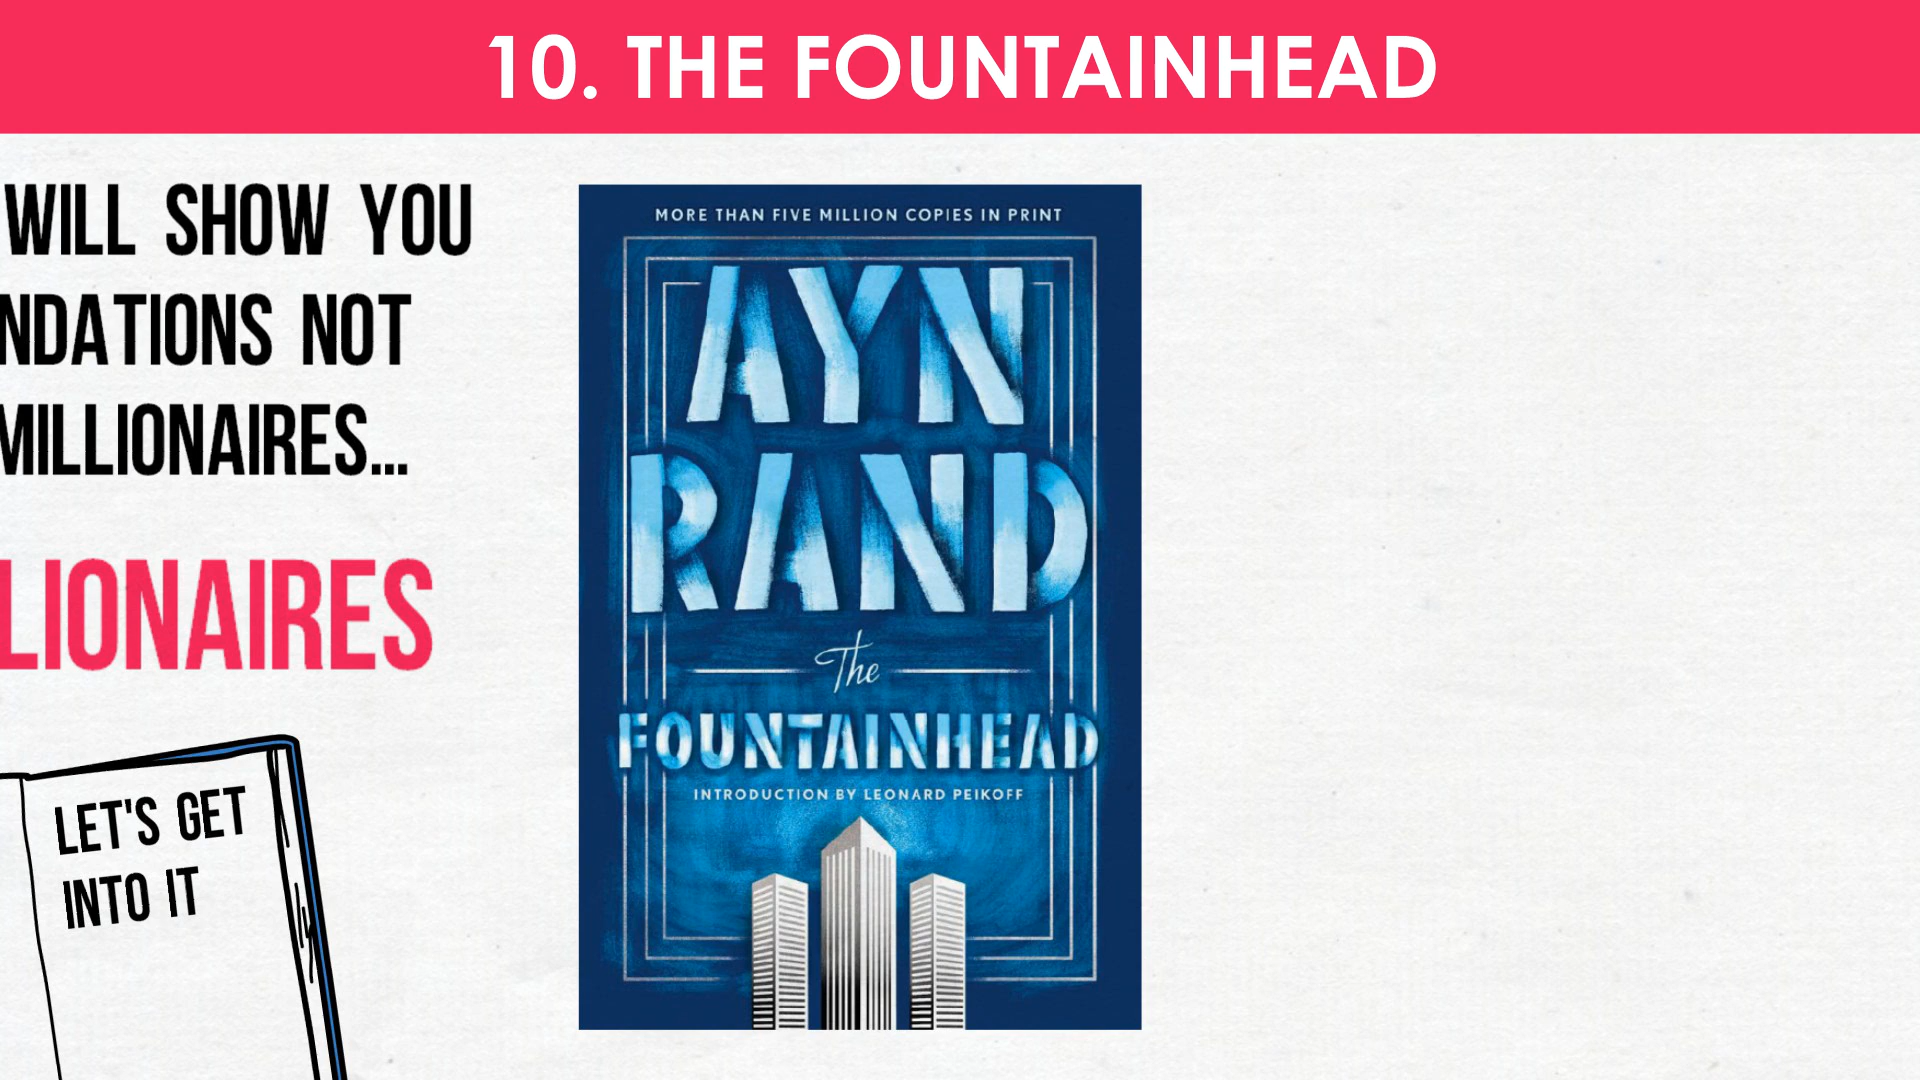 10. THE FOUNTAINHEAD
WILL SHOW YOU
NDATIONS NOT
MILLIONAIRES...
LIONAIRES
LET'S GET
INTO IT
MORE THAN FIVE MILLION COPIES IN PRINT
AYN
RAND
The
FOUNTAINHEAD
INTRODUCTION BY LEONARD PEIKOFF